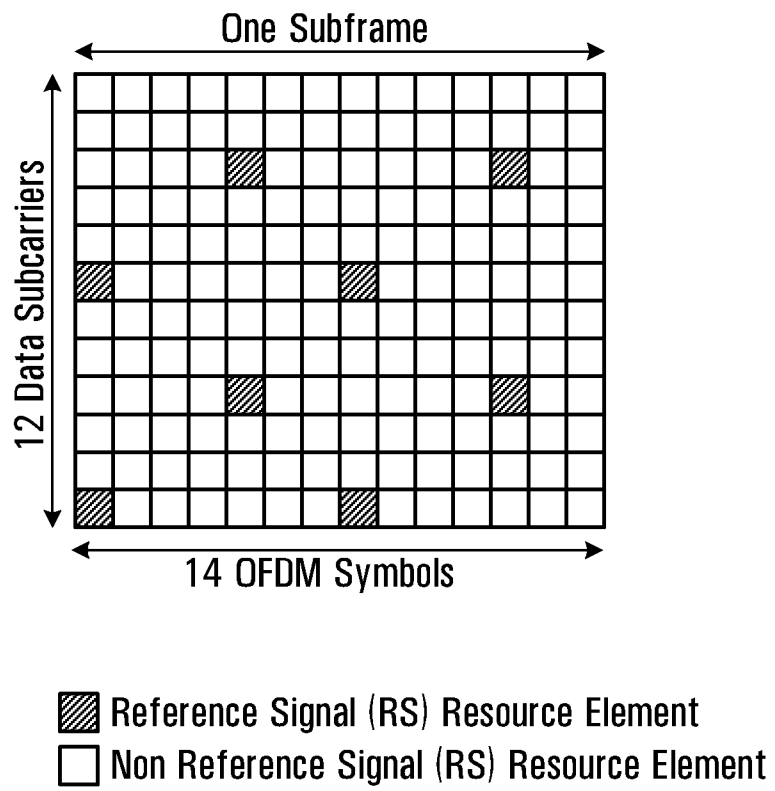 One Subframe
12 Data Subcarriers
14 OFDM Symbols
Reference Signal (RS) Resource Element
Non Reference Signal (RS) Resource Element